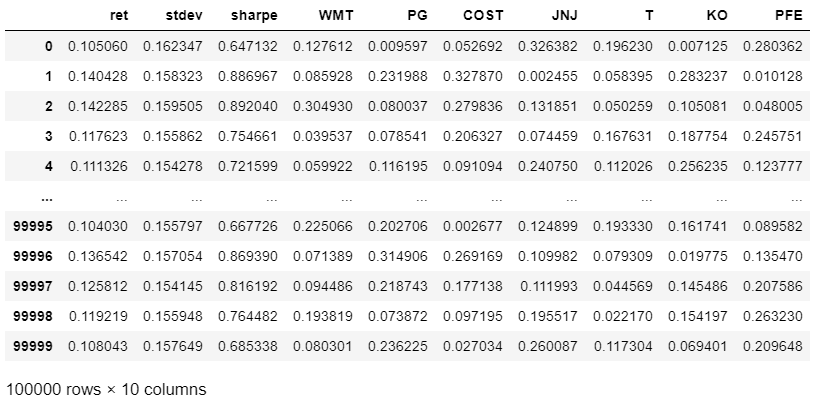 ret stdev sharpe WMT PG COST JNJ T KO PFE
0 0.105060 0.162347 0.647132 0.127612 0.009597 0.052692 0.326382 0.196230 0.007125 0.280362
1 0.140428 0.158323 0.886967 0.085928 0.231988 0.327870 0.002455 0.058395 0.283237 0.010128
2 0.142285 0.159505 0.892040 0.304930 0.080037 0.279836 0.131851 0.050259 0.105081 0.048005
3 0.117623 0.155862 0.754661 0.039537 0.078541 0.206327 0.074459 0.167631 0.187754 0.245751
4 0.111326 0.154278 0.721599 0.059922 0.116195 0.091094 0.240750 0.112026 0.256235 0.123777
... ... ... ... ... ... ... ... ... ... ...
99995 0.104030 0.155797 0.667726 0.225066 0.202706 0.002677 0.124899 0.193330 0.161741 0.089582
99996 0.136542 0.157054 0.869390 0.071389 0.314906 0.269169 0.109982 0.079309 0.019775 0.135470
99997 0.125812 0.154145 0.816192 0.094486 0.218743 0.177138 0.111993 0.044569 0.145486 0.207586
99998 0.119219 0.155948 0.764482 0.193819 0.073872 0.097195 0.195517 0.022170 0.154197 0.263230
99999 0.108043 0.157649 0.685338 0.080301 0.236225 0.027034 0.260087 0.117304 0.069401 0.209648
100000 rows × 10 columns